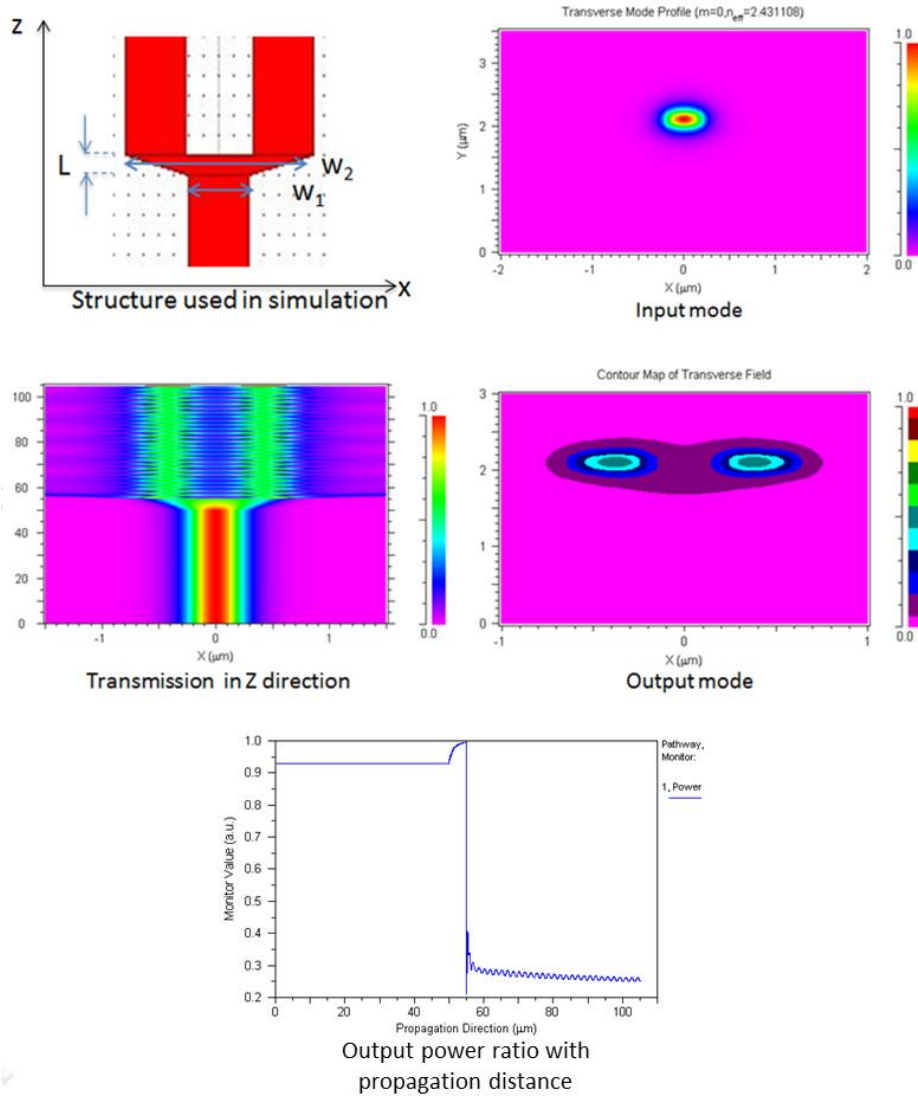 Z
L
w2
w1
X
Structure used in simulation
Transverse Mode Profile (m=0,neff=2.431108)
1.0
3
2
1
0
Y (μm)
0.0
-2 -1 0 1 2
X (μm)
Input mode
100
80
60
40
20
0
1.0
0.0
-1 0 1
X (μm)
Transmission in Z direction
Contour Map of Transverse Field
1.0
3
2
1
0
0.0
-1 0 1
X (μm)
Output mode
1.0
0.9
0.8
0.7
0.6
0.5
0.4
0.3
0.2
Monitor Value (a.u.)
Pathway,
Monitor:
1, Power
0 20 40 60 80 100
Propagation Direction (μm)
Output power ratio with
propagation distance